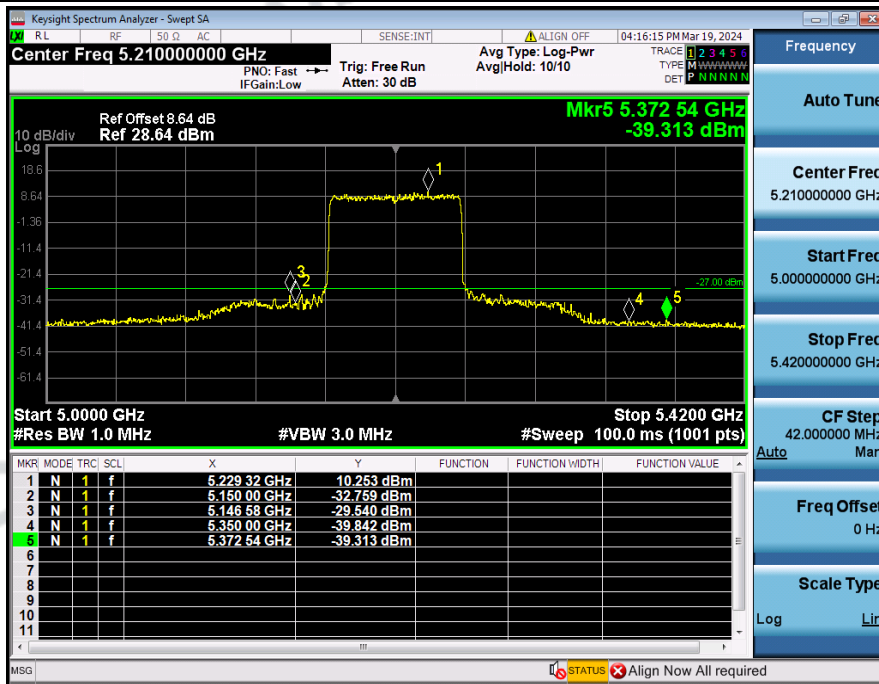 Keysight Spectrum Analyzer - Swept SA
LXI RL RF 50 Ω AC SENSE:INT ALIGN OFF 04:16:15 PM Mar 19, 2024
Center Freq 5.210000000 GHz
PNO: Fast
IFGain:Low
Trig: Free Run
Atten: 30 dB
Avg Type: Log-Pwr
Avg|Hold: 10/10
TRACE 1 2 3 4 5 6
TYPE M WWWWW
DET P N N N N N
Mkr5 5.372 54 GHz
-39.313 dBm
Ref Offset 8.64 dB
10 dB/div Ref 28.64 dBm
Log
18.6
8.64
-1.36
-11.4
-21.4
-31.4
-41.4
-51.4
-61.4
1
3
2
4
5
-27.00 dBm
Start 5.0000 GHz Stop 5.4200 GHz
#Res BW 1.0 MHz #VBW 3.0 MHz #Sweep 100.0 ms (1001 pts)
MKR MODE TRC SCL X Y FUNCTION FUNCTION WIDTH FUNCTION VALUE
1 N 1 f 5.229 32 GHz 10.253 dBm
2 N 1 f 5.150 00 GHz -32.759 dBm
3 N 1 f 5.146 58 GHz -29.540 dBm
4 N 1 f 5.350 00 GHz -39.842 dBm
5 N 1 f 5.372 54 GHz -39.313 dBm
6
7
8
9
10
11
MSG STATUS Align Now All required
Frequency
Auto Tune
Center Freq
5.210000000 GHz
Start Freq
5.000000000 GHz
Stop Freq
5.420000000 GHz
CF Step
42.000000 MHz
Auto Man
Freq Offset
0 Hz
Scale Type
Log Lin